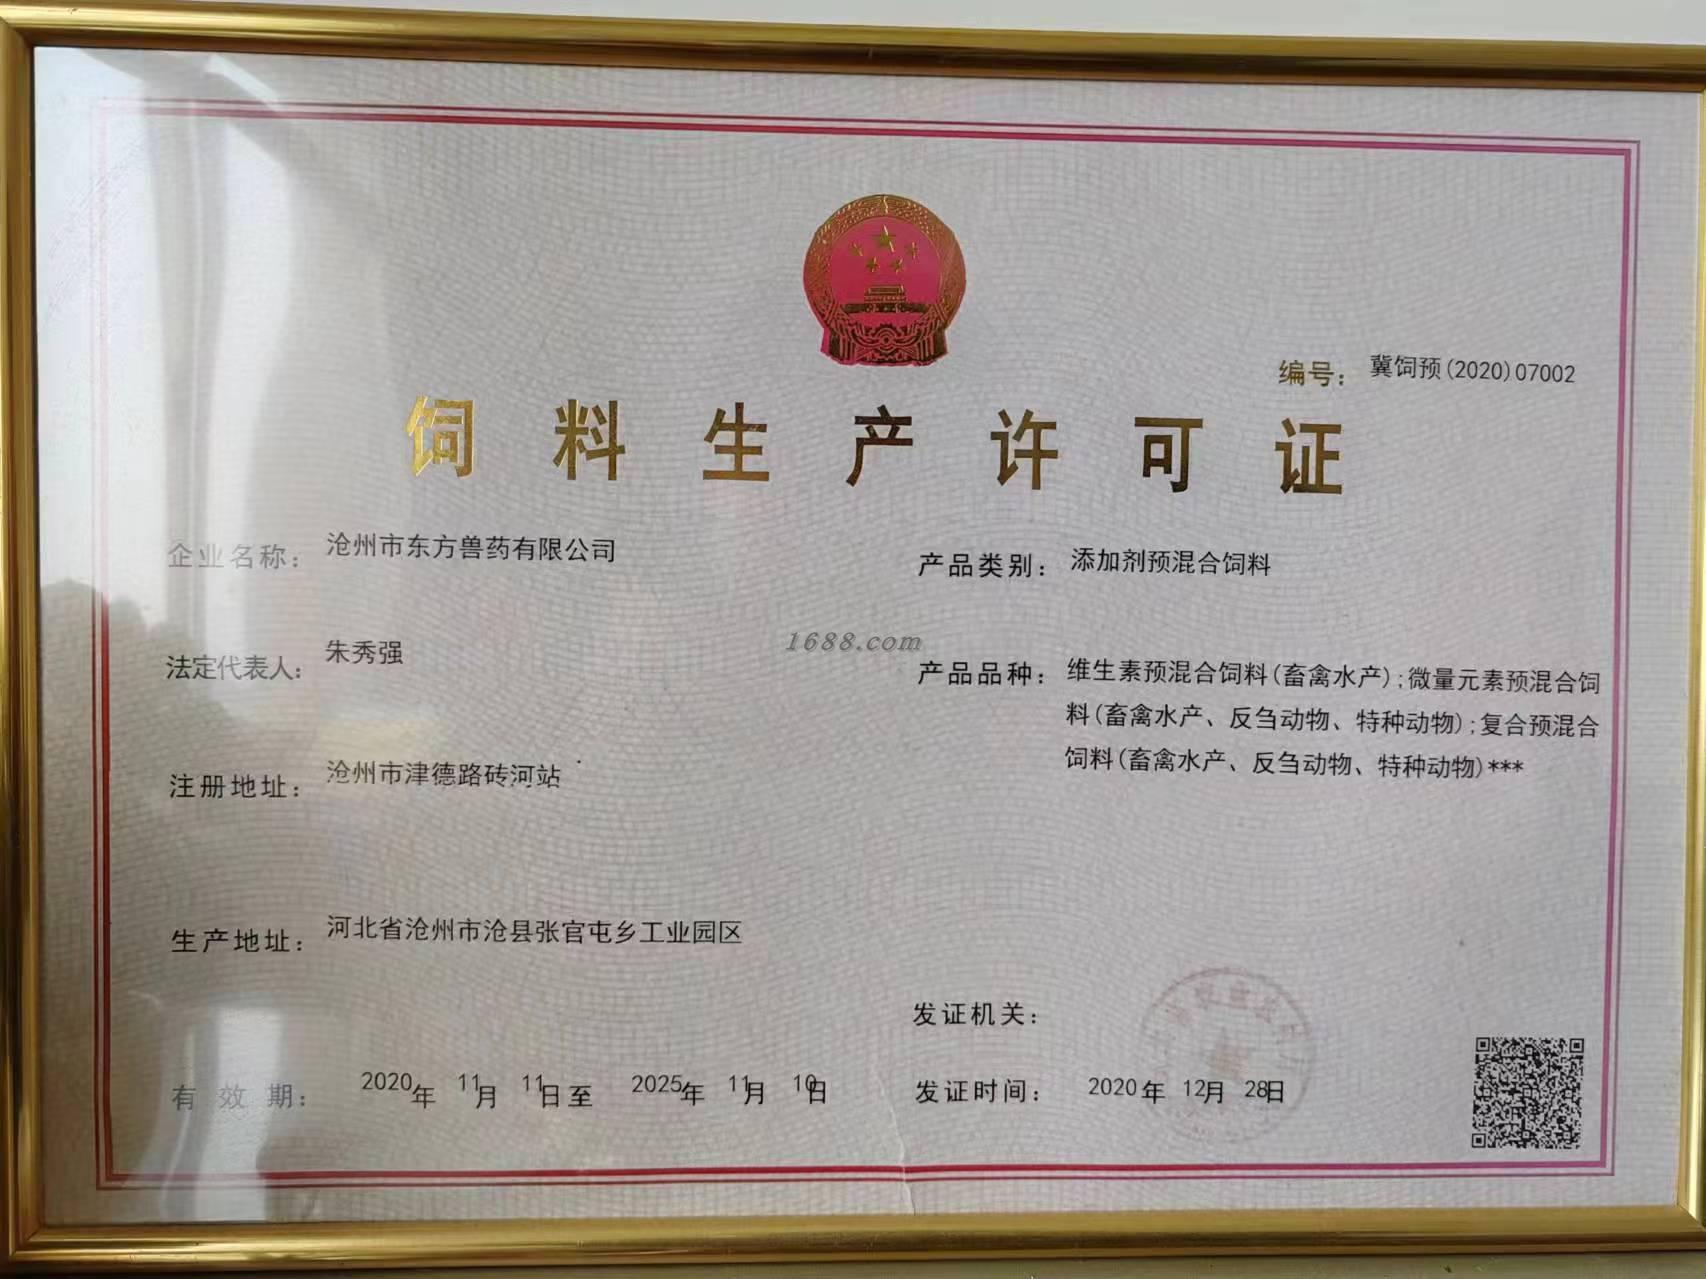 编号：冀饲预(2020)07002
饲料生产许可证
企业名称：沧州市东方兽药有限公司
产品类别：添加剂预混合饲料
法定代表人：朱秀强
1688.com
产品品种：维生素预混合饲料(畜禽水产);微量元素预混合饲
料(畜禽水产、反刍动物、特种动物);复合预混合
饲料(畜禽水产、反刍动物、特种动物)***
注册地址：沧州市津德路砖河站
生产地址：河北省沧州市沧县张官屯乡工业园区
发证机关：
有效期：2020年11月11日至2025年11月10日
发证时间：2020年12月28日